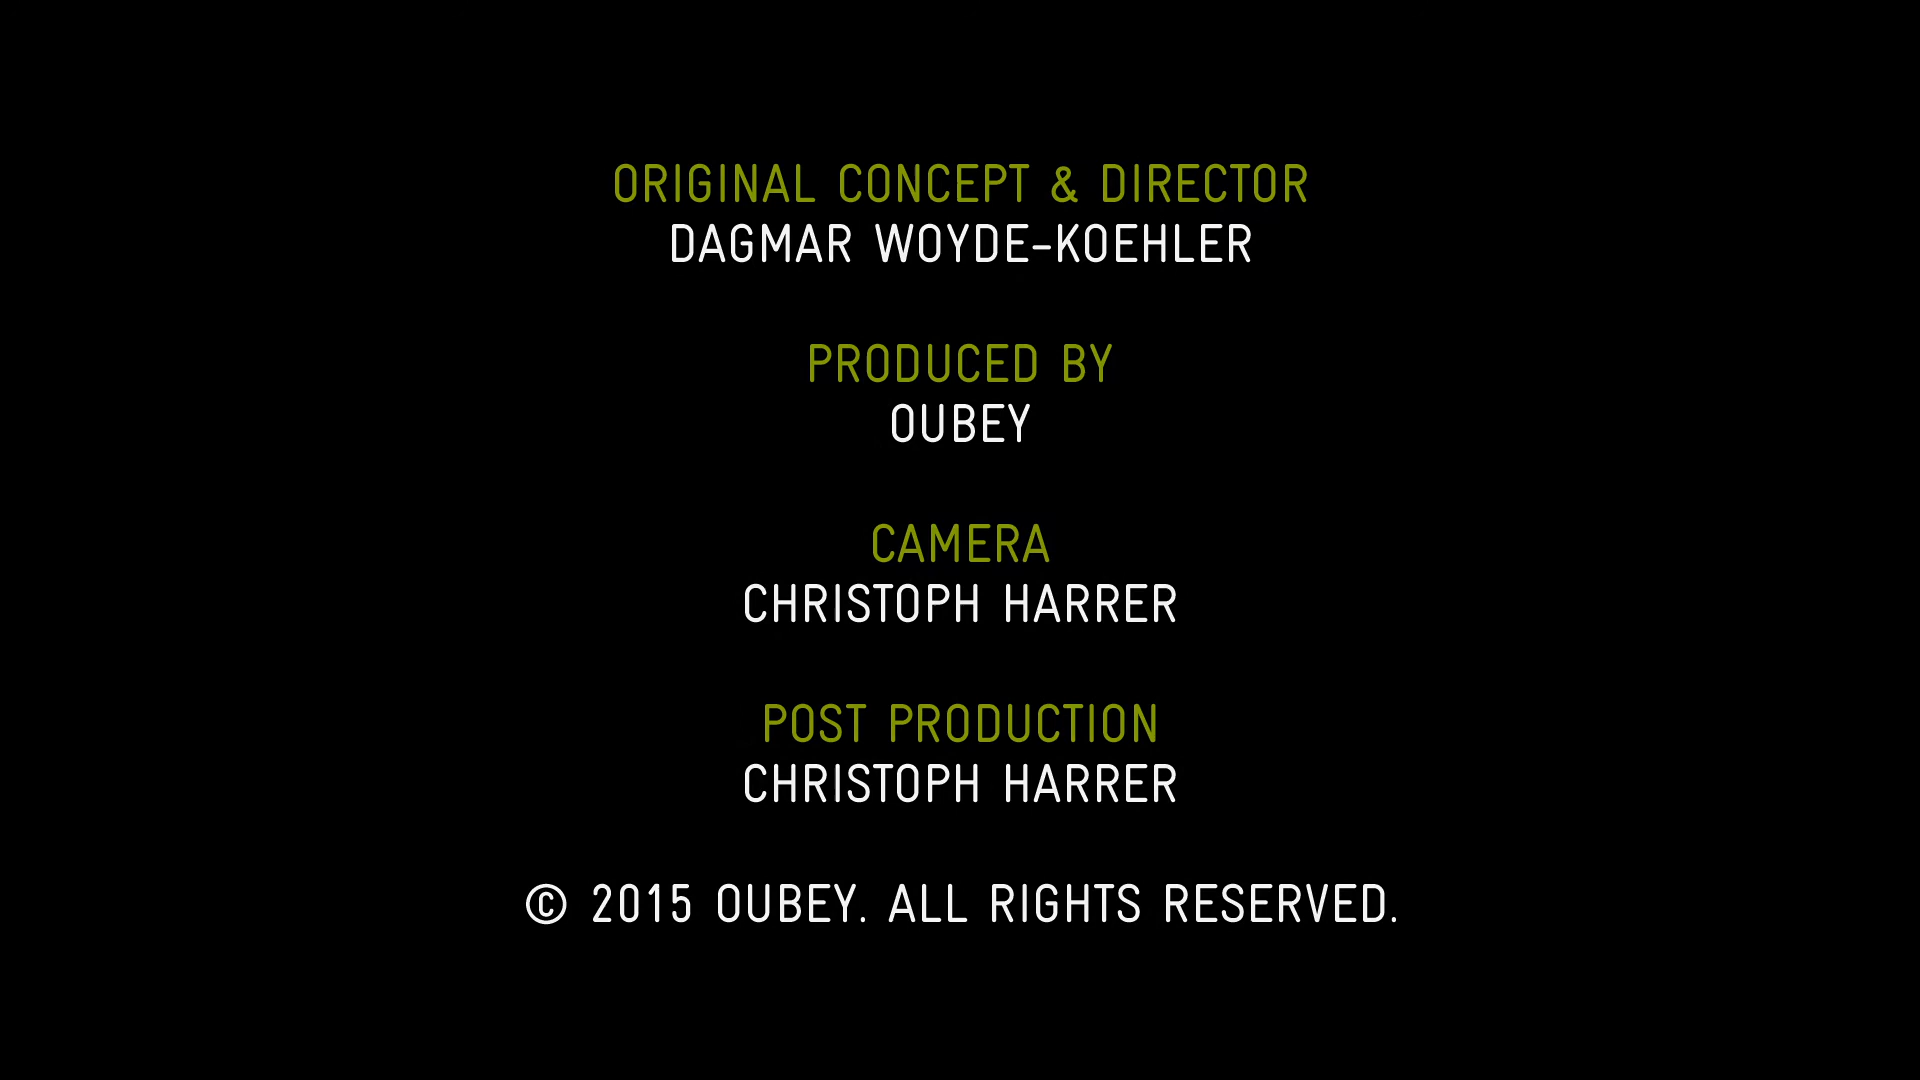 ORIGINAL CONCEPT & DIRECTOR
DAGMAR WOYDE-KOEHLER
PRODUCED BY
OUBEY
CAMERA
CHRISTOPH HARRER
POST PRODUCTION
CHRISTOPH HARRER
© 2015 OUBEY. ALL RIGHTS RESERVED.